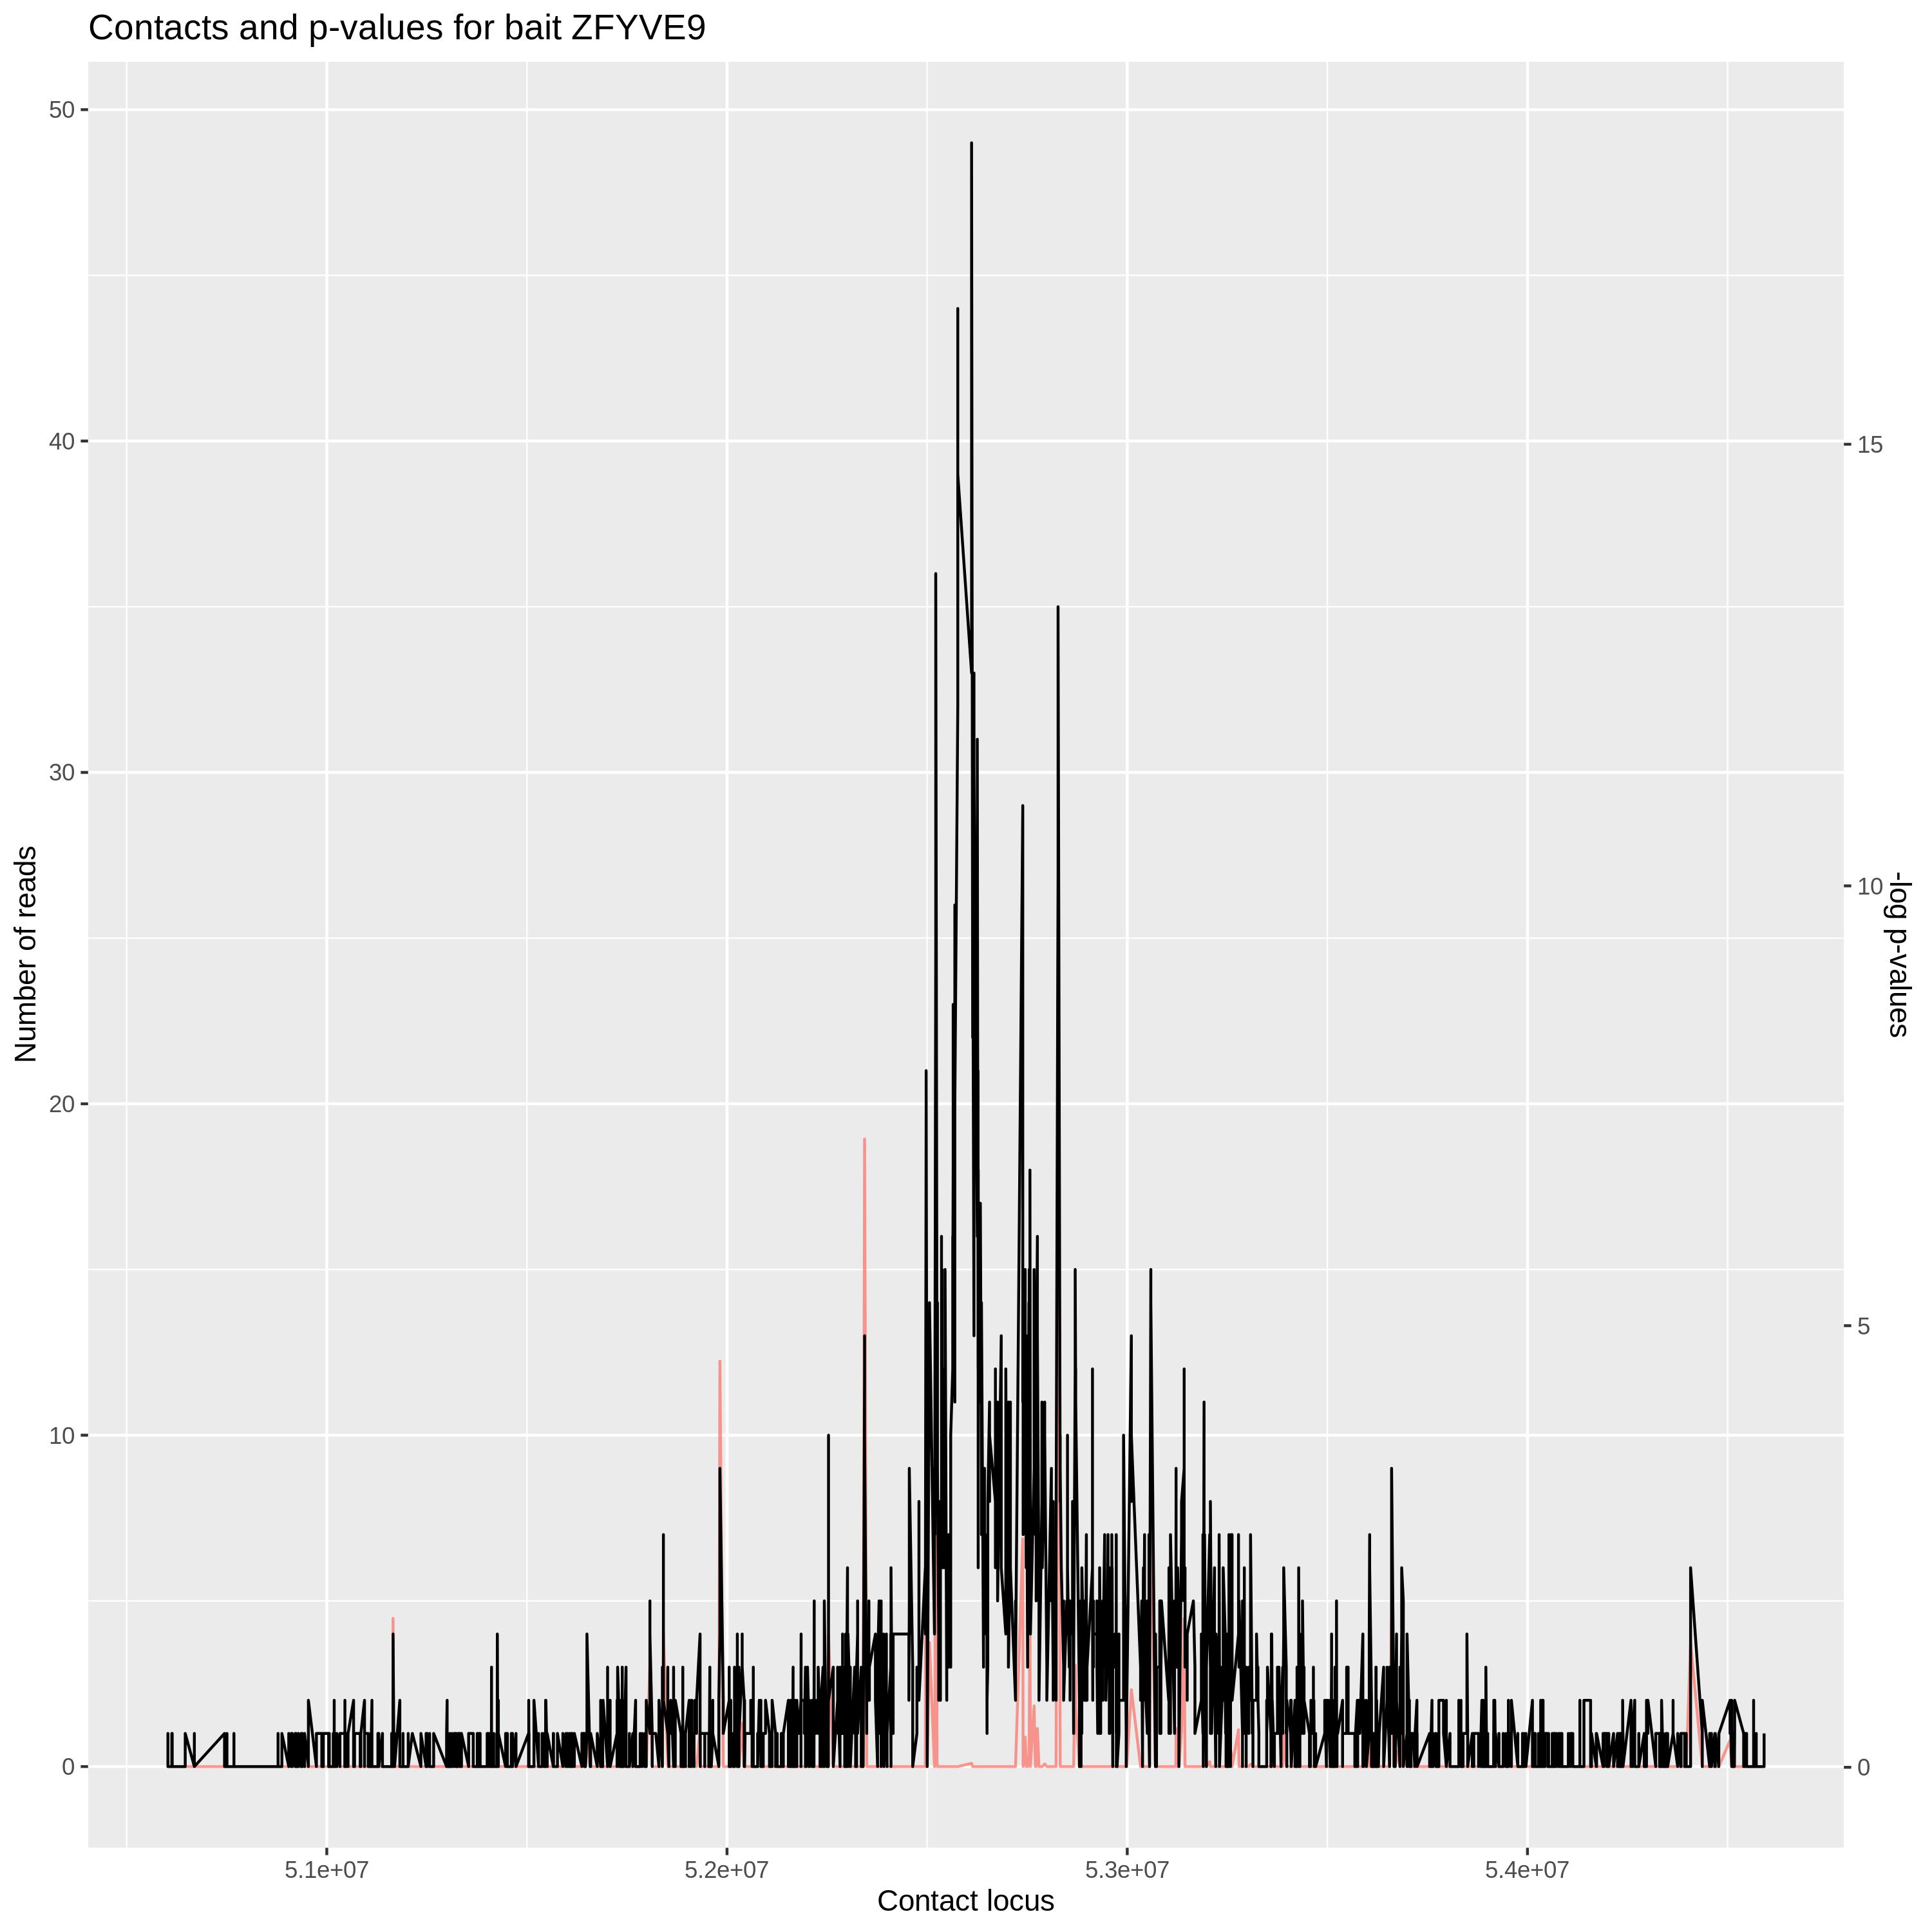 Contacts and p-values for bait ZFYVE9
50
40
30
20
10
0
Number of reads
15
10
5
0
-log p-values
5.1e+07
5.2e+07
5.3e+07
5.4e+07
Contact locus